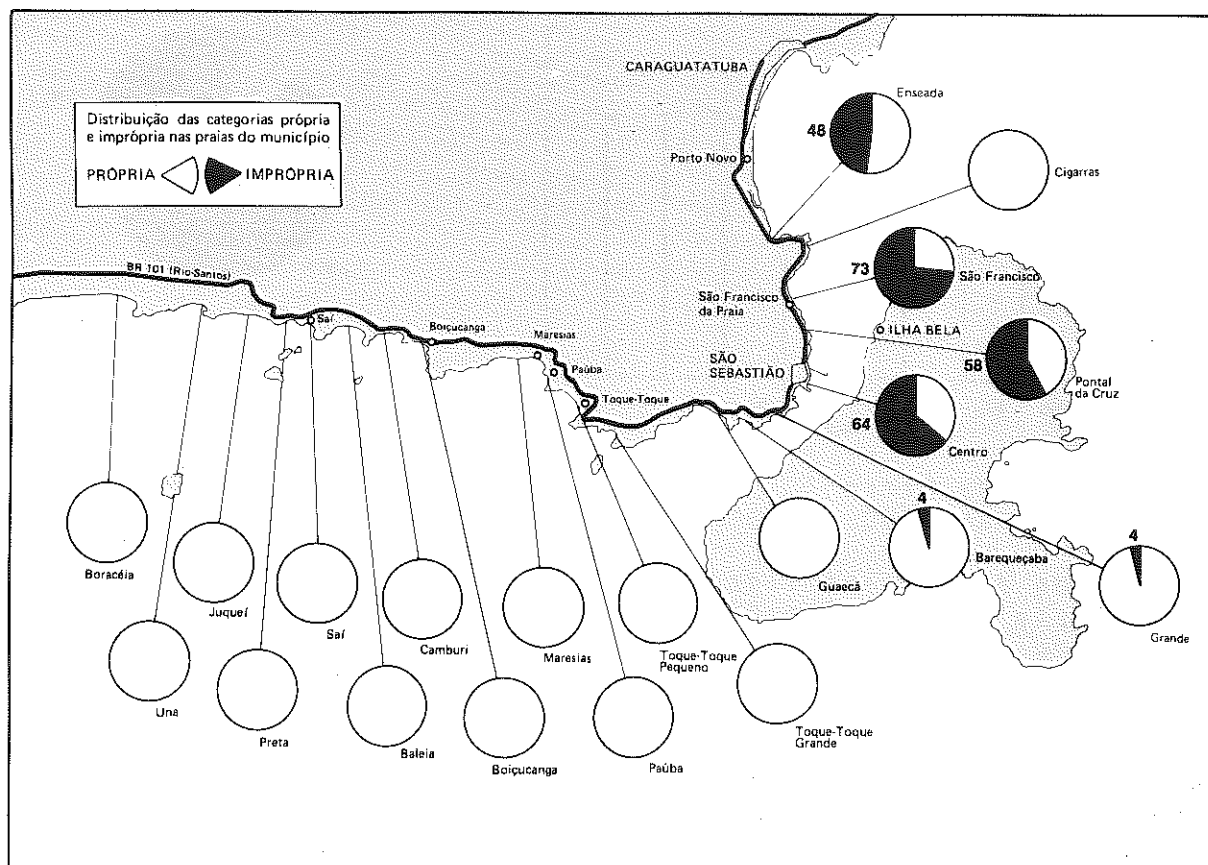 CARAGUATATUBA
Enseada
48
Porto Novo
Cigarras
Distribuição das categorias própria
e imprópria nas praias do município
PRÓPRIA
IMPRÓPRIA
BR 101 (Rio-Santos)
73
São Francisco
São Francisco
da Praia
ILHA BELA
58
Pontal
da Cruz
SÃO
SEBASTIÃO
64
Centro
Saí
Boiçucanga
Maresias
Paúba
Toque-Toque
4
Barequeçaba
4
Grande
Guaecá
Boracéia
Juqueí
Saí
Camburí
Maresias
Toque-Toque
Pequeno
Una
Preta
Baleia
Boiçucanga
Paúba
Toque-Toque
Grande